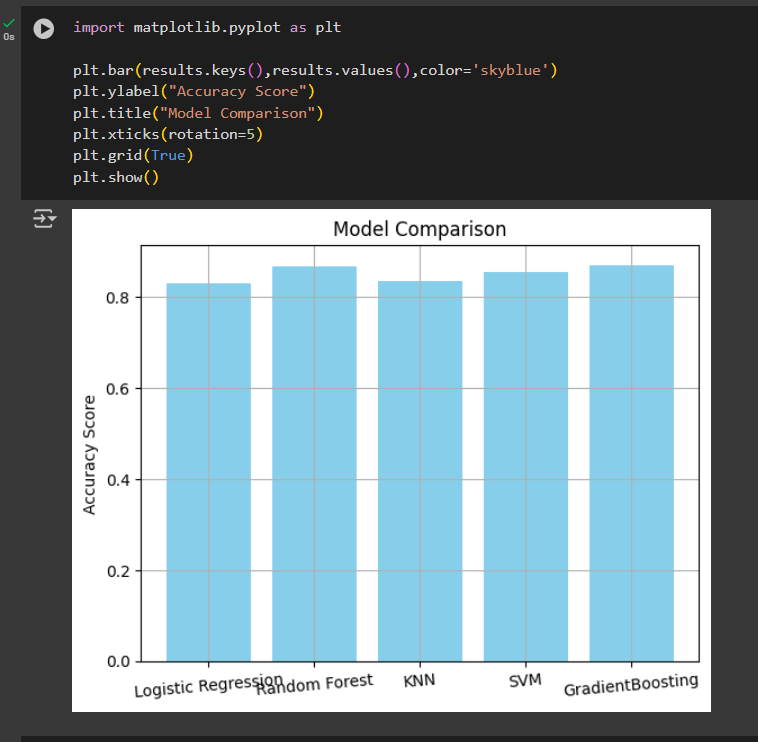 import matplotlib.pyplot as plt
plt.bar(results.keys(),results.values(),color='skyblue')
plt.ylabel("Accuracy Score")
plt.title("Model Comparison")
plt.xticks(rotation=5)
plt.grid(True)
plt.show()
0s
Model Comparison
0.8
0.6
0.4
0.2
0.0
Accuracy Score
Logistic Regression
Random Forest
KNN
SVM
GradientBoosting